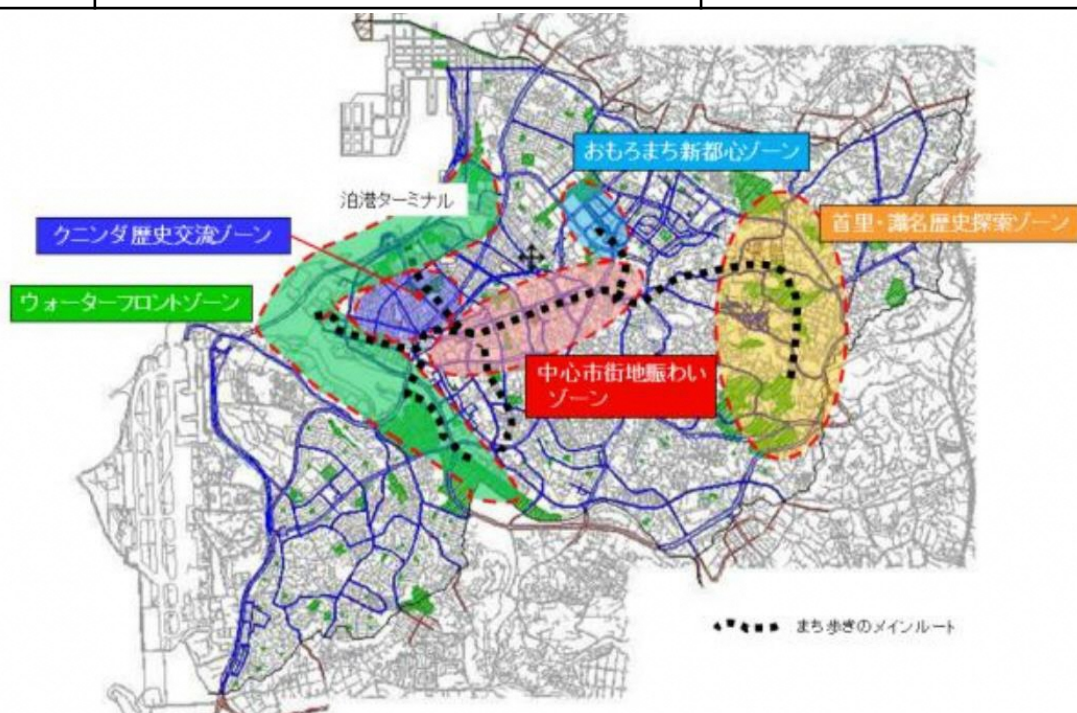 おもろまち新都心ゾーン
泊港ターミナル
首里・識名歴史探索ゾーン
クニンダ歴史交流ゾーン
ウォーターフロントゾーン
中心市街地賑わい
ゾーン
まち歩きのメインルート